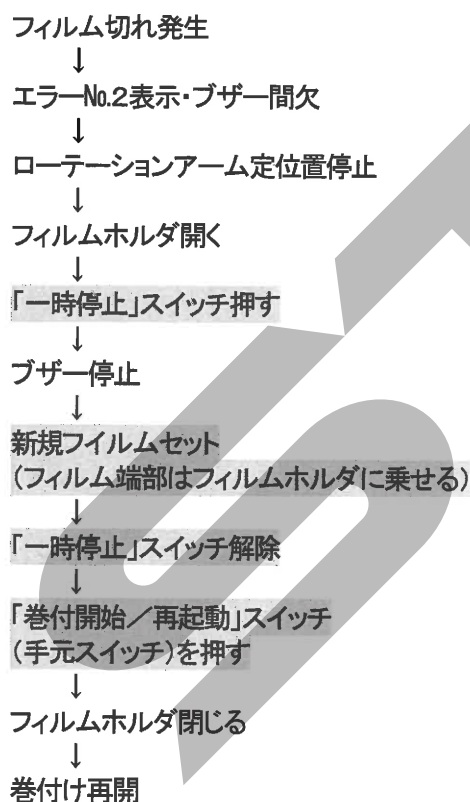 フィルム切れ発生
↓
エラーNo.2表示・ブザー間欠
↓
ローテーションアーム定位置停止
↓
フィルムホルダ開く
↓
「一時停止」スイッチ押す
↓
ブザー停止
↓
新規フイルムセット
(フィルム端部はフィルムホルダに乗せる)
↓
「一時停止」スイッチ解除
↓
「巻付開始／再起動」スイッチ
(手元スイッチ)を押す
↓
フィルムホルダ閉じる
↓
巻付け再開